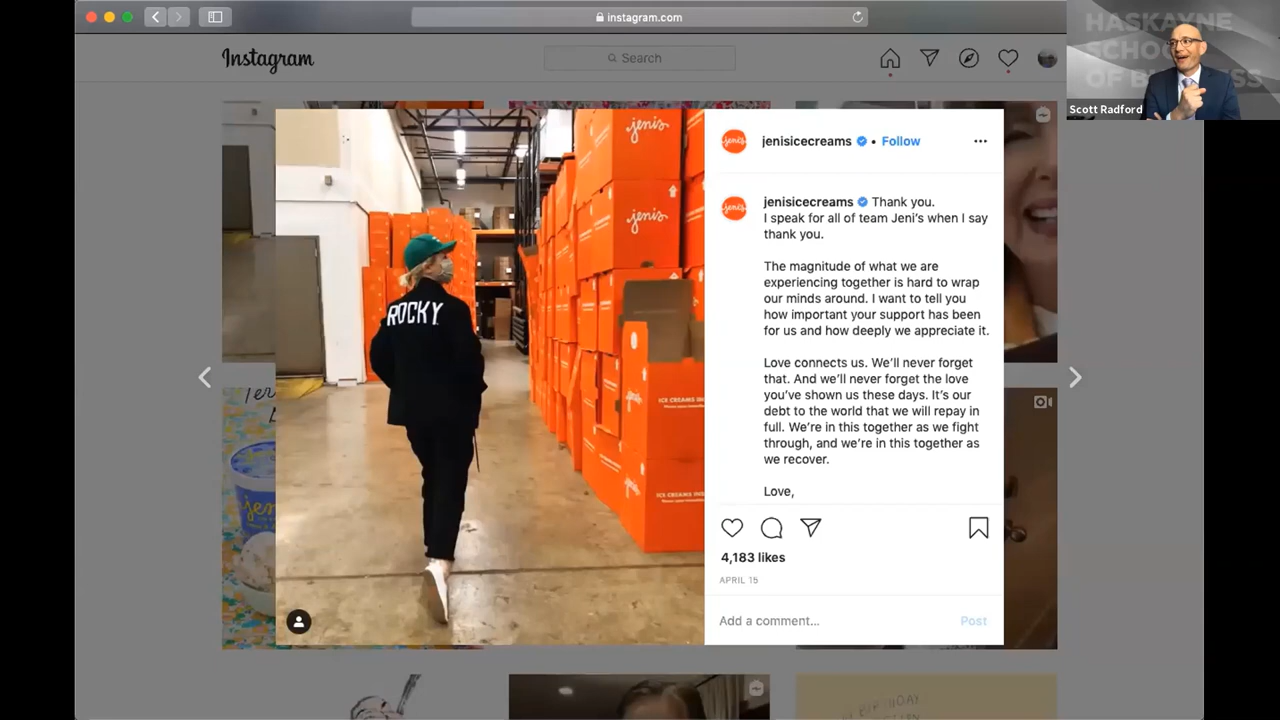 instagram.com
HASKAYNE
SCHOOL
OF BUSINESS
Scott Radford
Instagram
Search
jenisicecreams • Follow
jenisicecreams Thank you.
I speak for all of team Jeni's when I say
thank you.
The magnitude of what we are
experiencing together is hard to wrap
our minds around. I want to tell you
how important your support has been
for us and how deeply we appreciate it.
Love connects us. We'll never forget
that. And we'll never forget the love
you've shown us these days. It's our
debt to the world that we will repay in
full. We're in this together as we fight
through, and we're in this together as
we recover.
Love,
4,183 likes
APRIL 15
Add a comment...
Post
jeni's
jeni's
ROCKY
ICE CREAMS
jeni's
ICE CREAMS
jeni's
jeni's